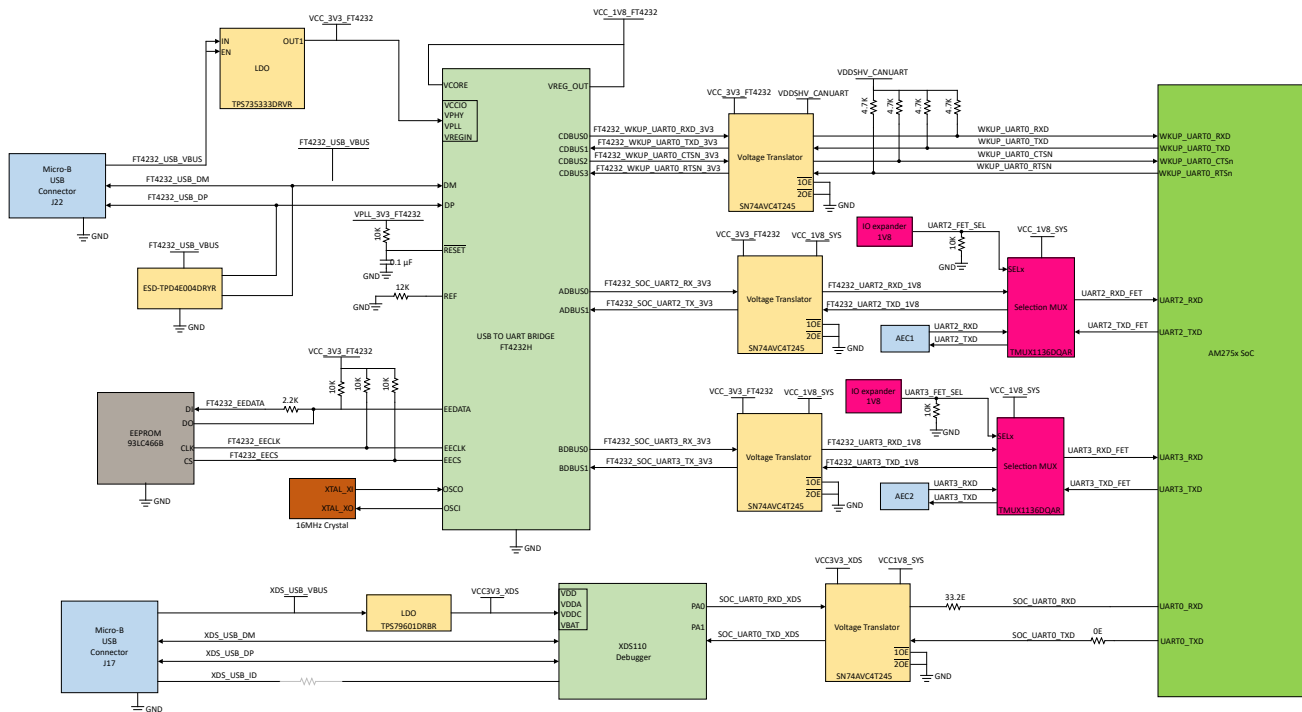 VCC_3V3_FT4232
IN
EN
OUT1
LDO
TPS735333DRVR
VCC_1V8_FT4232
VCORE
VREG_OUT
VCCIO
VPHY
VPLL
VREGIN
FT4232_USB_VBUS
FT4232_USB_VBUS
Micro-B
USB
Connector
J22
FT4232_USB_DM
FT4232_USB_DP
GND
DM
DP
FT4232_USB_VBUS
ESD-TPD4E004DRYR
GND
VPLL_3V3_FT4232
10K
RESET
0.1 µF
GND
12K
GND
REF
USB TO UART BRIDGE
FT4232H
VCC_3V3_FT4232
10K
10K
10K
FT4232_EEDATA
2.2K
EEDATA
DI
DO
EEPROM
93LC466B
CLK
CS
FT4232_EECLK
FT4232_EECS
EECLK
EECS
GND
XTAL_XI
XTAL_XO
16MHz Crystal
OSCO
OSCI
GND
CDBUS0
CDBUS1
CDBUS2
CDBUS3
FT4232_WKUP_UART0_RXD_3V3
FT4232_WKUP_UART0_TXD_3V3
FT4232_WKUP_UART0_CTSN_3V3
FT4232_WKUP_UART0_RTSN_3V3
VCC_3V3_FT4232
VDDSHV_CANUART
Voltage Translator
1OE
2OE
SN74AVC4T245
GND
VDDSHV_CANUART
4.7K
4.7K
4.7K
4.7K
WKUP_UART0_RXD
WKUP_UART0_TXD
WKUP_UART0_CTSN
WKUP_UART0_RTSN
WKUP_UART0_RXD
WKUP_UART0_TXD
WKUP_UART0_CTSn
WKUP_UART0_RTSn
ADBUS0
ADBUS1
FT4232_SOC_UART2_RX_3V3
FT4232_SOC_UART2_TX_3V3
VCC_3V3_FT4232
VCC_1V8_SYS
Voltage Translator
1OE
2OE
SN74AVC4T245
GND
FT4232_UART2_RXD_1V8
FT4232_UART2_TXD_1V8
IO expander
1V8
UART2_FET_SEL
10K
GND
VCC_1V8_SYS
SELx
Selection MUX
TMUX1136DQAR
AEC1
UART2_RXD
UART2_TXD
UART2_RXD_FET
UART2_TXD_FET
UART2_RXD
UART2_TXD
AM275x SoC
BDBUS0
BDBUS1
FT4232_SOC_UART3_RX_3V3
FT4232_SOC_UART3_TX_3V3
VCC_3V3_FT4232
VCC_1V8_SYS
Voltage Translator
1OE
2OE
SN74AVC4T245
GND
FT4232_UART3_RXD_1V8
FT4232_UART3_TXD_1V8
IO expander
1V8
UART3_FET_SEL
10K
GND
VCC_1V8_SYS
SELx
Selection MUX
TMUX1136DQAR
AEC2
UART3_RXD
UART3_TXD
UART3_RXD_FET
UART3_TXD_FET
UART3_RXD
UART3_TXD
Micro-B
USB
Connector
J17
GND
XDS_USB_VBUS
LDO
TPS79601DRBR
VCC3V3_XDS
XDS_USB_DM
XDS_USB_DP
XDS_USB_ID
VDD
VDDA
VDDC
VBAT
XDS110
Debugger
PA0
PA1
SOC_UART0_RXD_XDS
SOC_UART0_TXD_XDS
VCC3V3_XDS
VCC1V8_SYS
Voltage Translator
1OE
2OE
SN74AVC4T245
GND
33.2E
SOC_UART0_RXD
SOC_UART0_TXD
0E
UART0_RXD
UART0_TXD